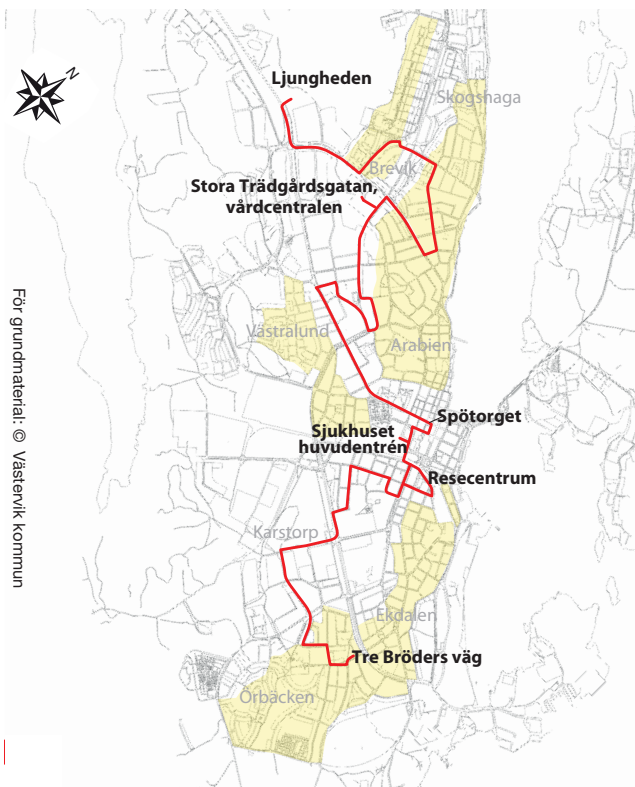 N
Ljungheden
Skogshaga
Brevik
Stora Trädgårdsgatan,
vårdcentralen
För grundmaterial: © Västervik kommun
Västralund
Arabien
Spötorget
Sjukhuset
huvudentrén
Resecentrum
Karstorp
Ekdalen
Tre Bröders väg
Örbäcken